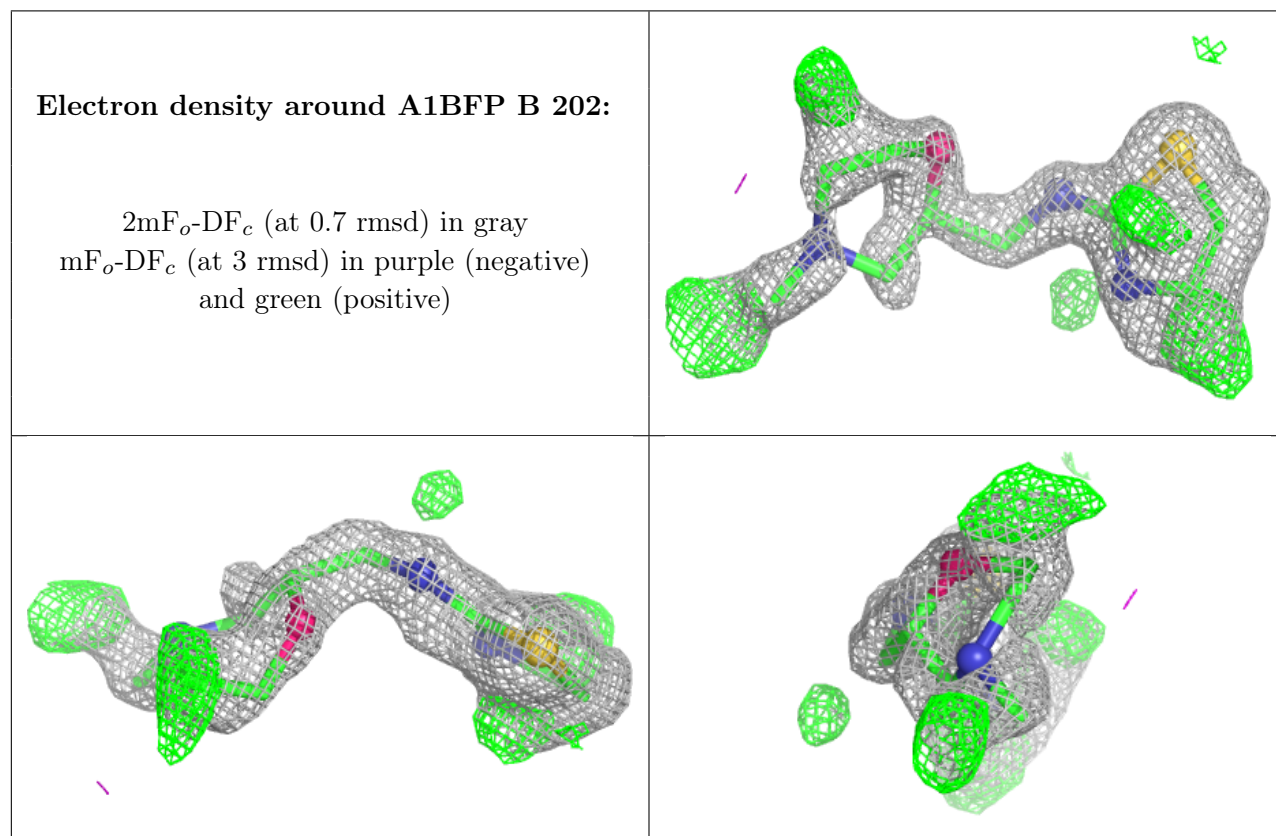 Electron density around A1BFP B 202:
2mFo-DFc (at 0.7 rmsd) in gray
mFo-DFc (at 3 rmsd) in purple (negative)
and green (positive)